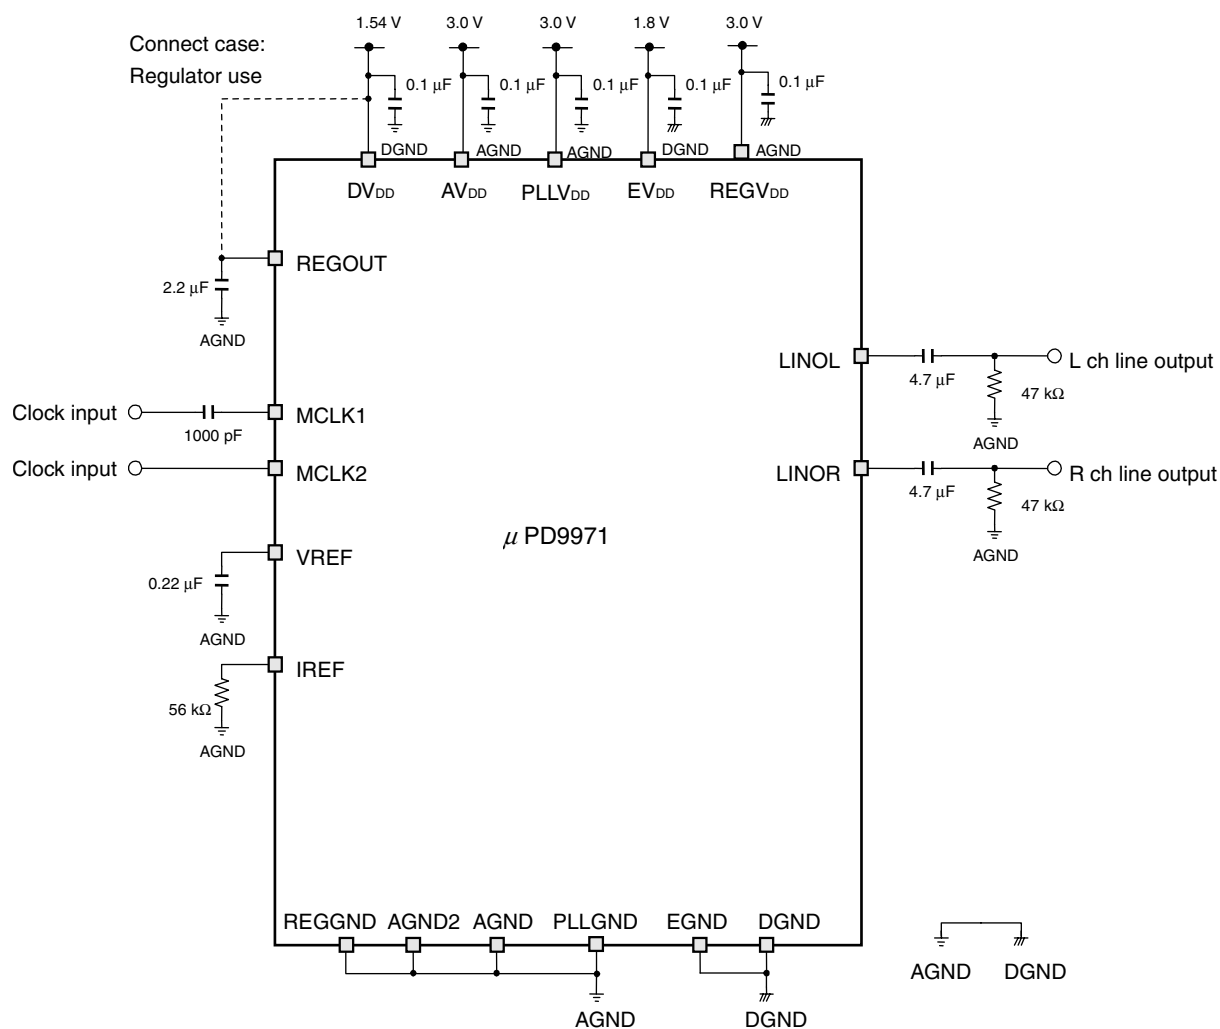 1.54 V 3.0 V 3.0 V 1.8 V 3.0 V
Connect case:
Regulator use
0.1 μF 0.1 μF 0.1 μF 0.1 μF 0.1 μF
DGND AGND AGND DGND AGND
DVDD AVDD PLLVDD EVDD REGVDD
REGOUT
2.2 μF
AGND
LINOL
L ch line output
4.7 μF
47 kΩ
AGND
Clock input
MCLK1
1000 pF
Clock input
MCLK2
LINOR
R ch line output
4.7 μF
47 kΩ
AGND
μ PD9971
VREF
0.22 μF
AGND
IREF
56 kΩ
AGND
REGGND AGND2 AGND PLLGND EGND DGND
AGND DGND
AGND DGND